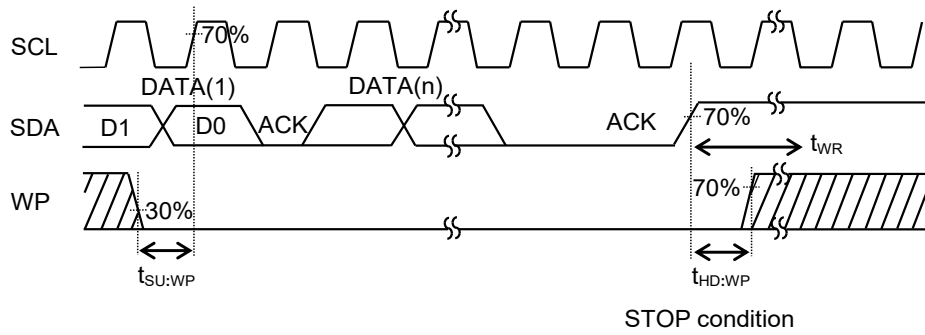 SCL
70%
DATA(1)
DATA(n)
SDA
D1
D0
ACK
ACK
70%
tWR
WP
30%
70%
tSU:WP
tHD:WP
STOP condition